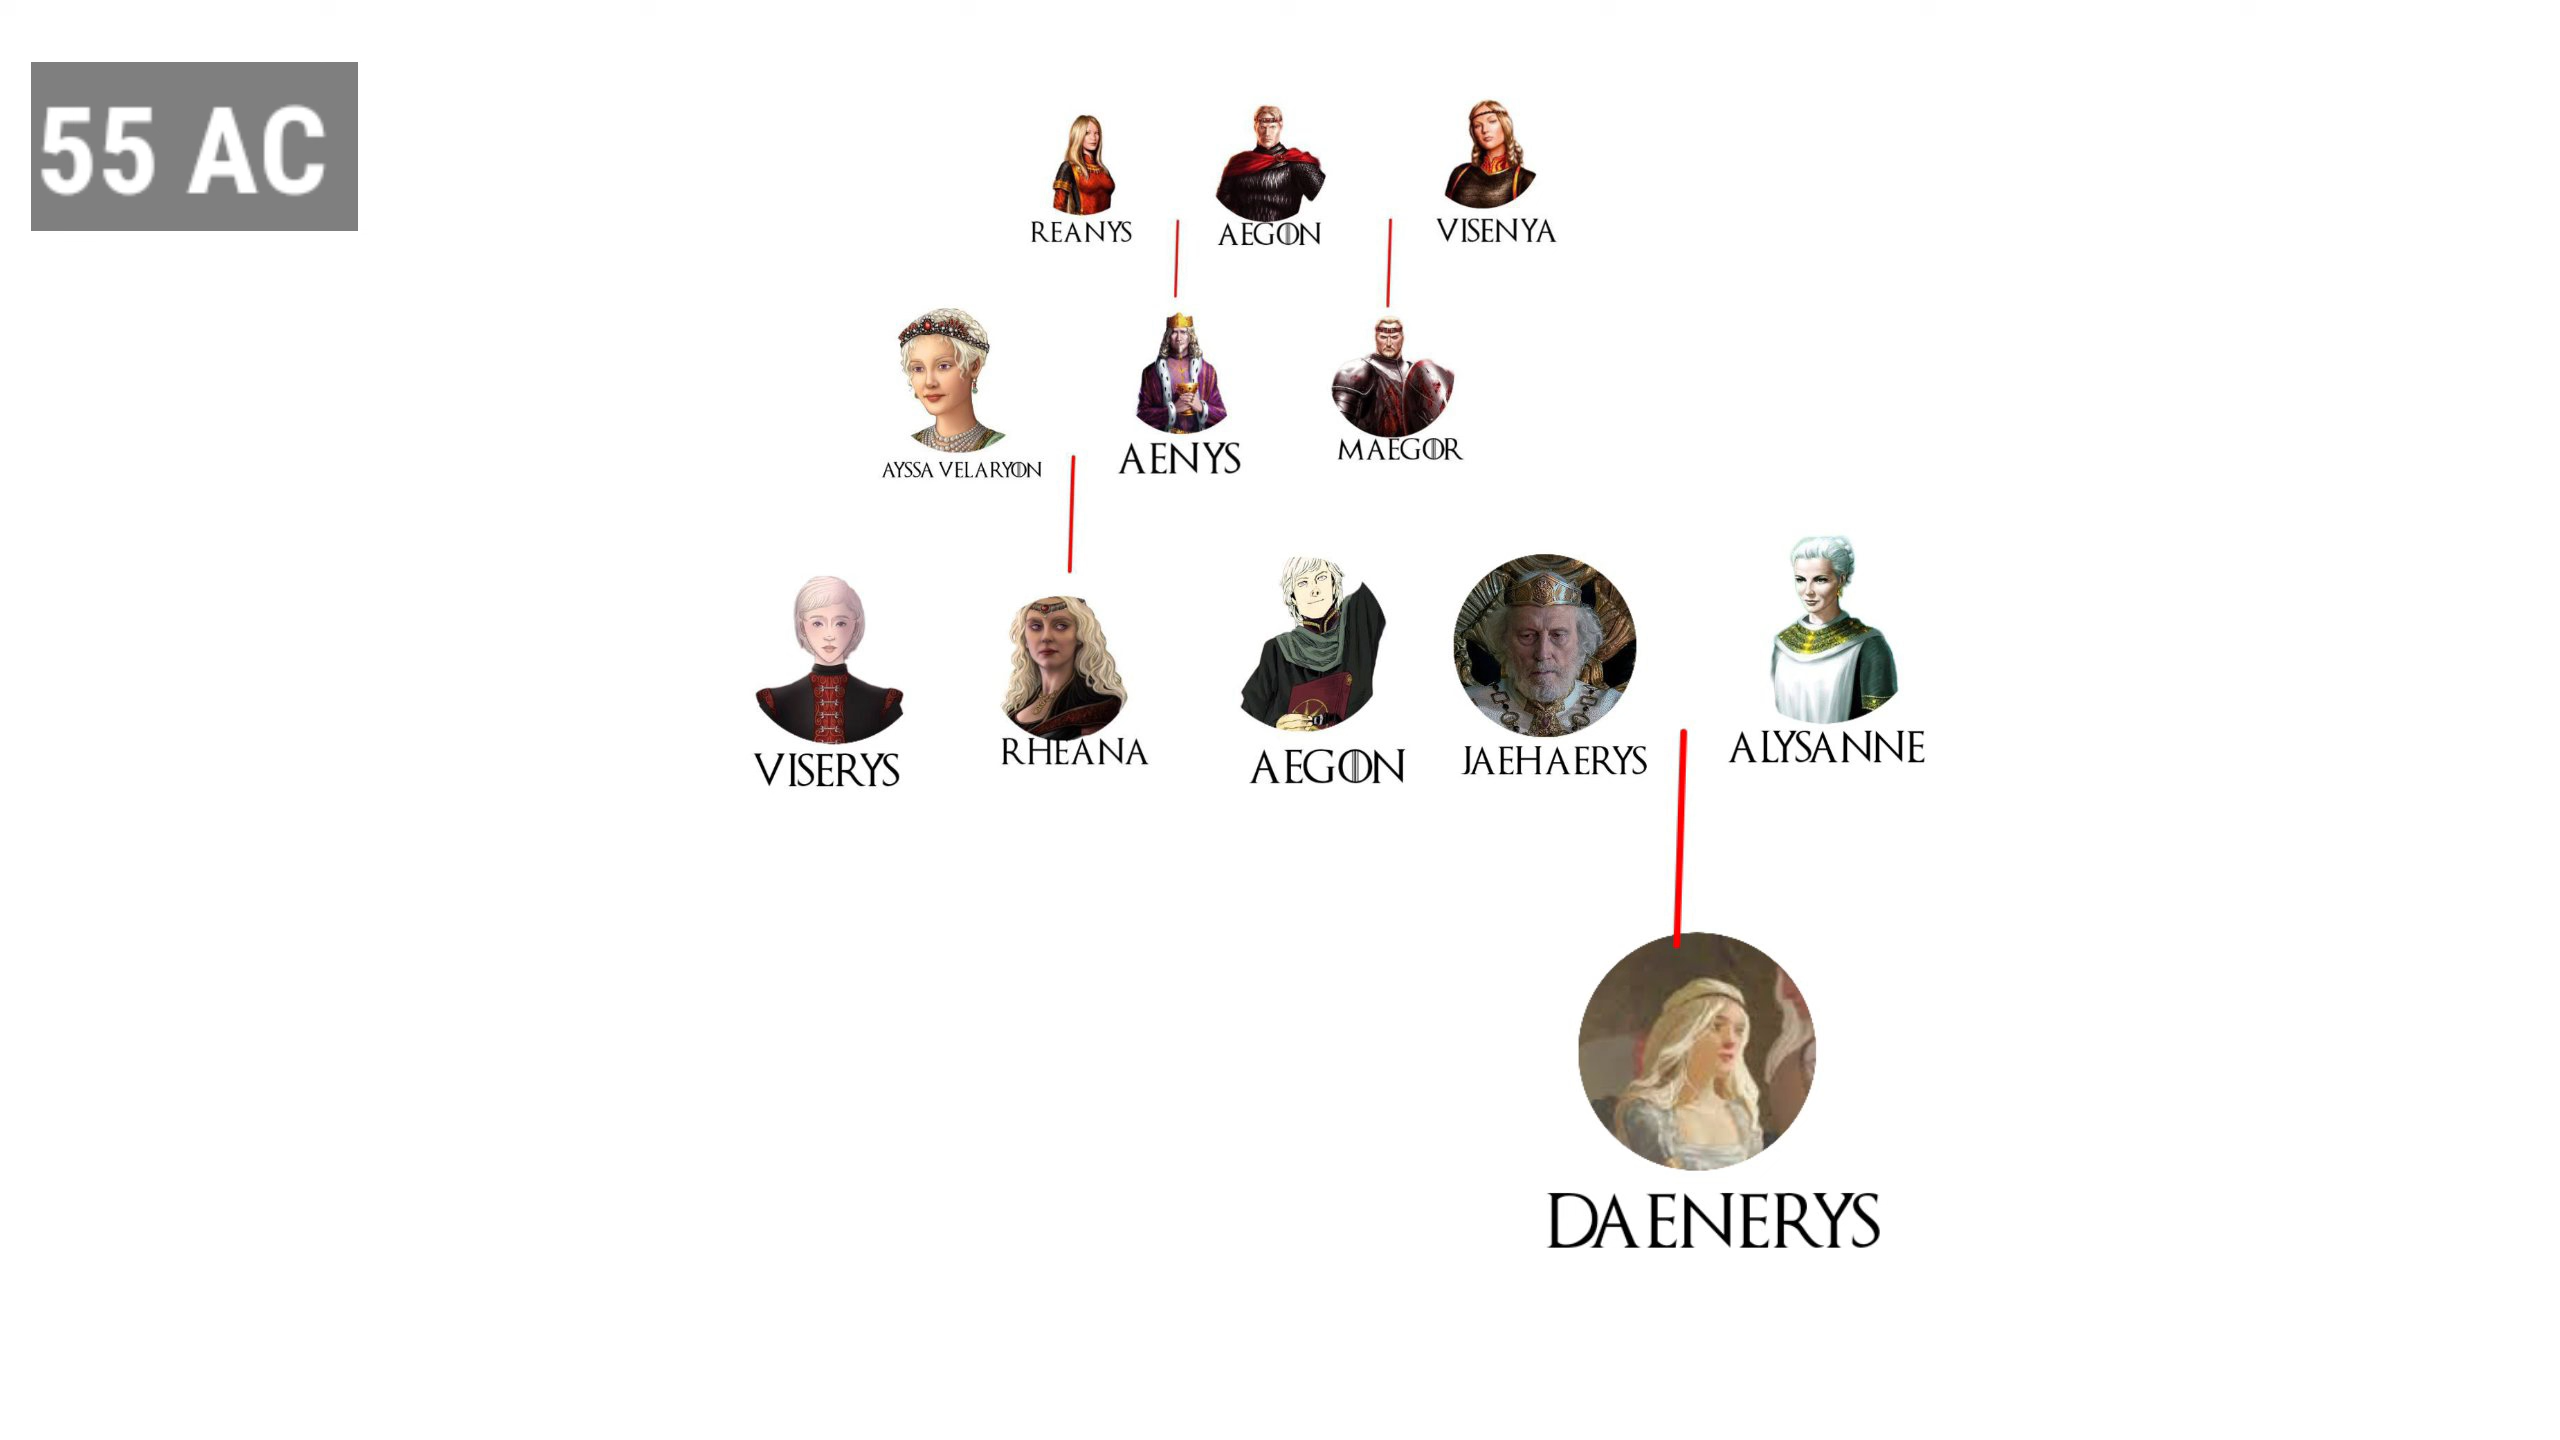 55 AC
REANYS
AEGON
VISENYA
AYSSA VELARYON
AENYS
MAEGOR
VISERYS
RHEANA
AEGON
JAEHAERYS
ALYSANNE
DAENERYS